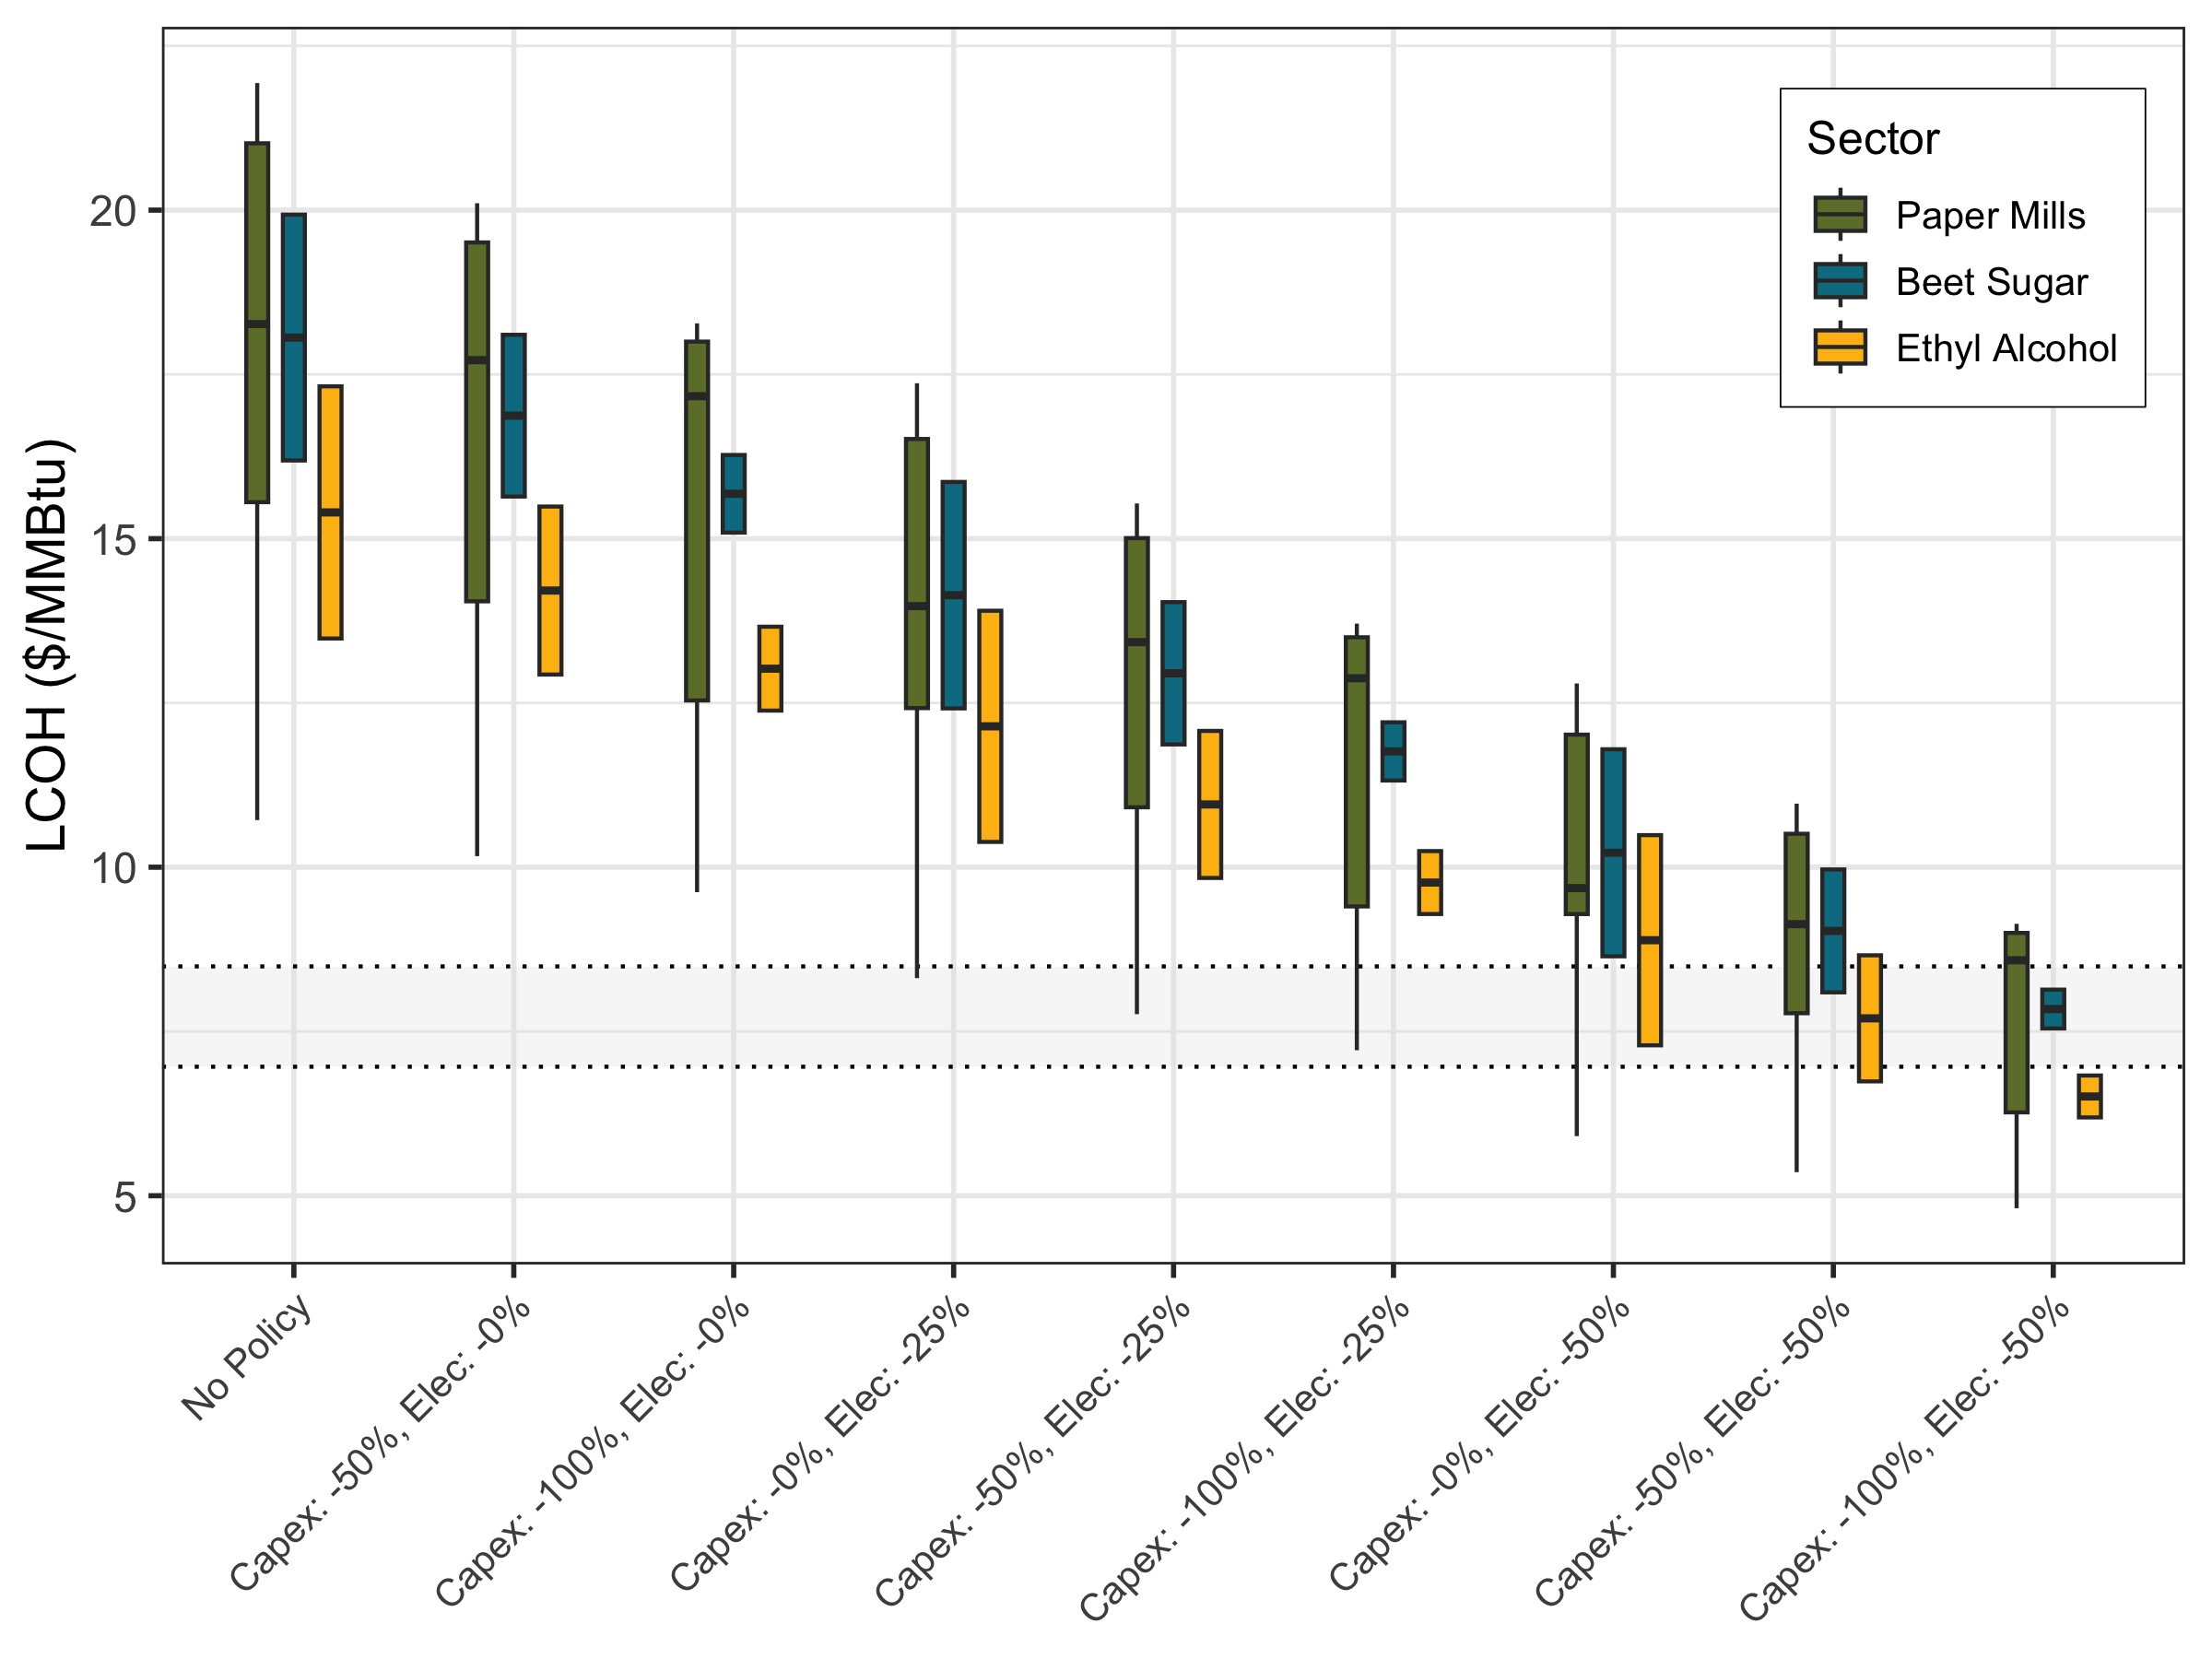 LCOH ($/MMBtu)
20
15
10
5
Sector
Paper Mills
Beet Sugar
Ethyl Alcohol
No Policy
Capex: -50%, Elec: -0%
Capex: -100%, Elec: -0%
Capex: -0%, Elec: -25%
Capex: -50%, Elec: -25%
Capex: -100%, Elec: -25%
Capex: -0%, Elec: -50%
Capex: -50%, Elec: -50%
Capex: -100%, Elec: -50%